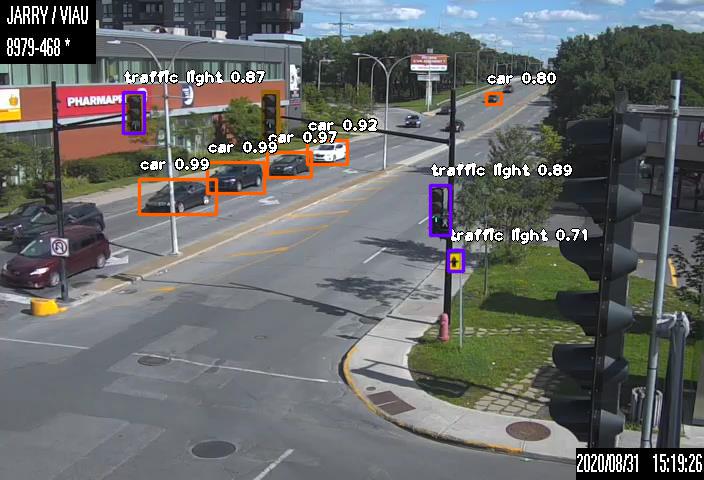 JARRY / VIAU
8979-468 *
traffic light 0.87
car 0.80
PHARMAP
car 0.92
car 0.97
car 0.99
car 0.99
traffic light 0.89
traffic light 0.71
2020/08/31 15:19:26